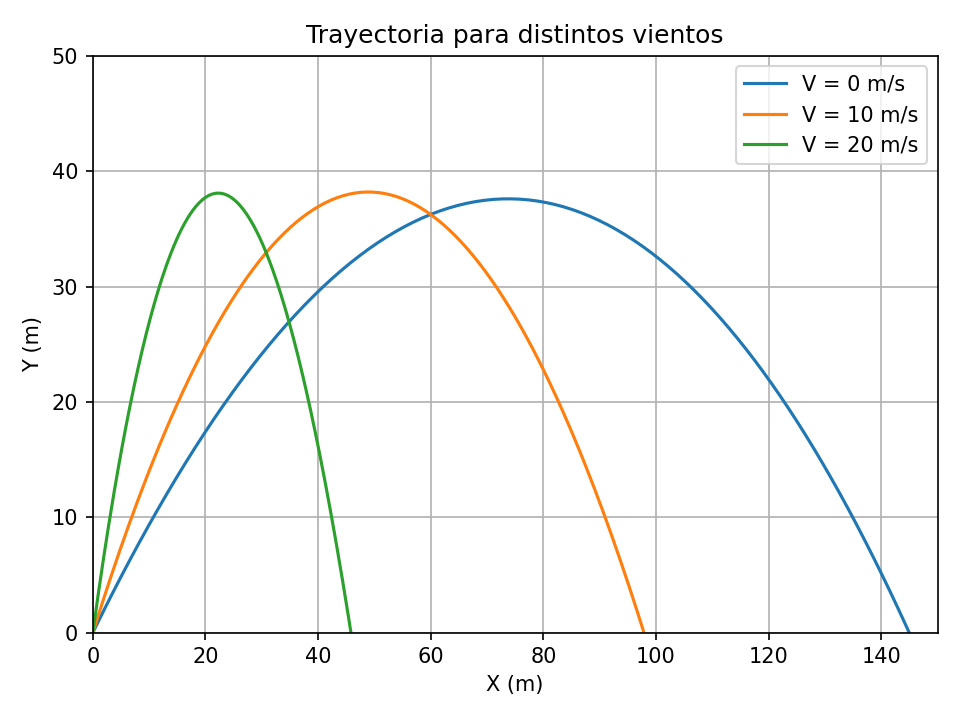 Trayectoria para distintos vientos
V = 0 m/s
V = 10 m/s
V = 20 m/s
Y (m)
50
40
30
20
10
0
0 20 40 60 80 100 120 140
X (m)